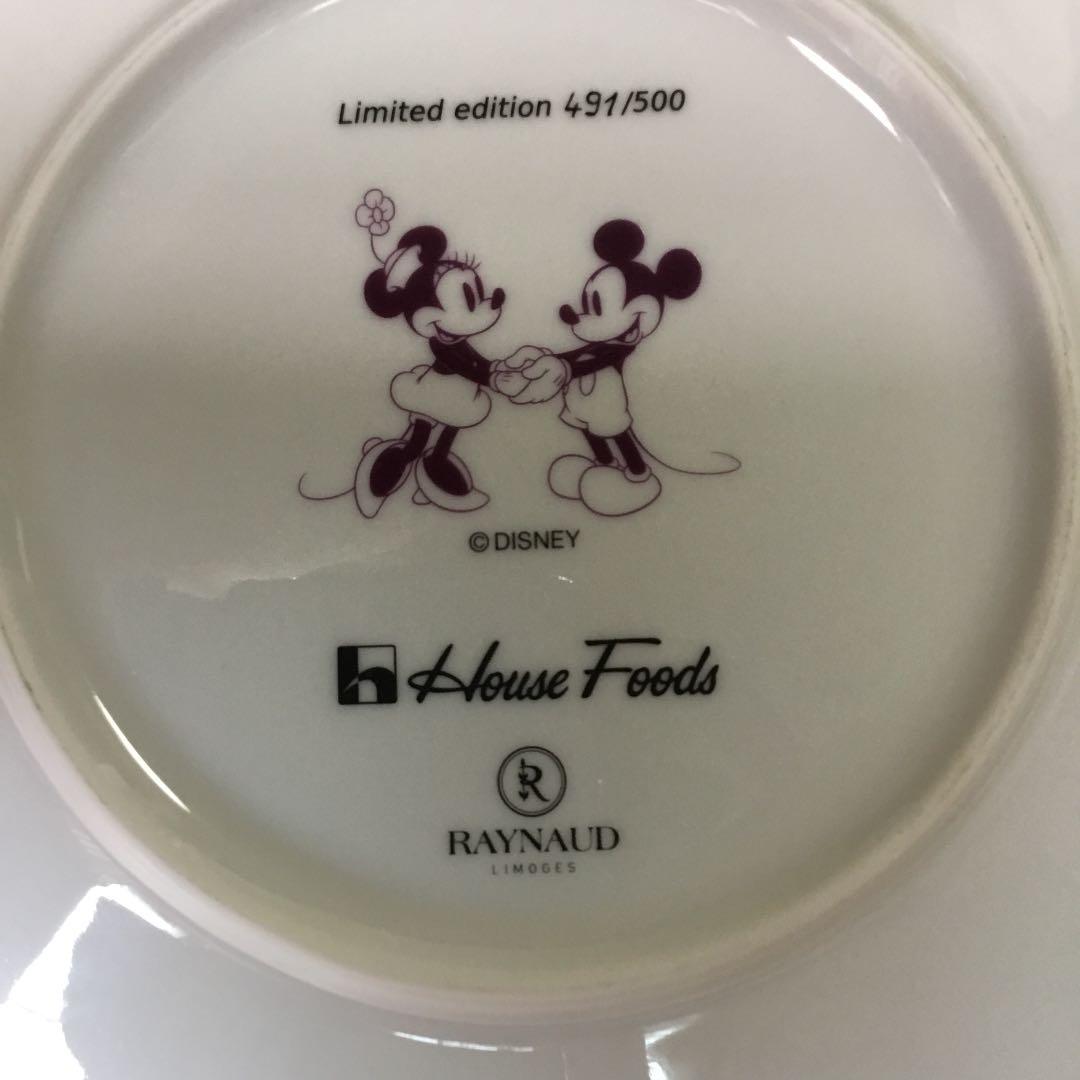 Limited edition 491/500
©DISNEY
House Foods
R
RAYNAUD
LIMOGES